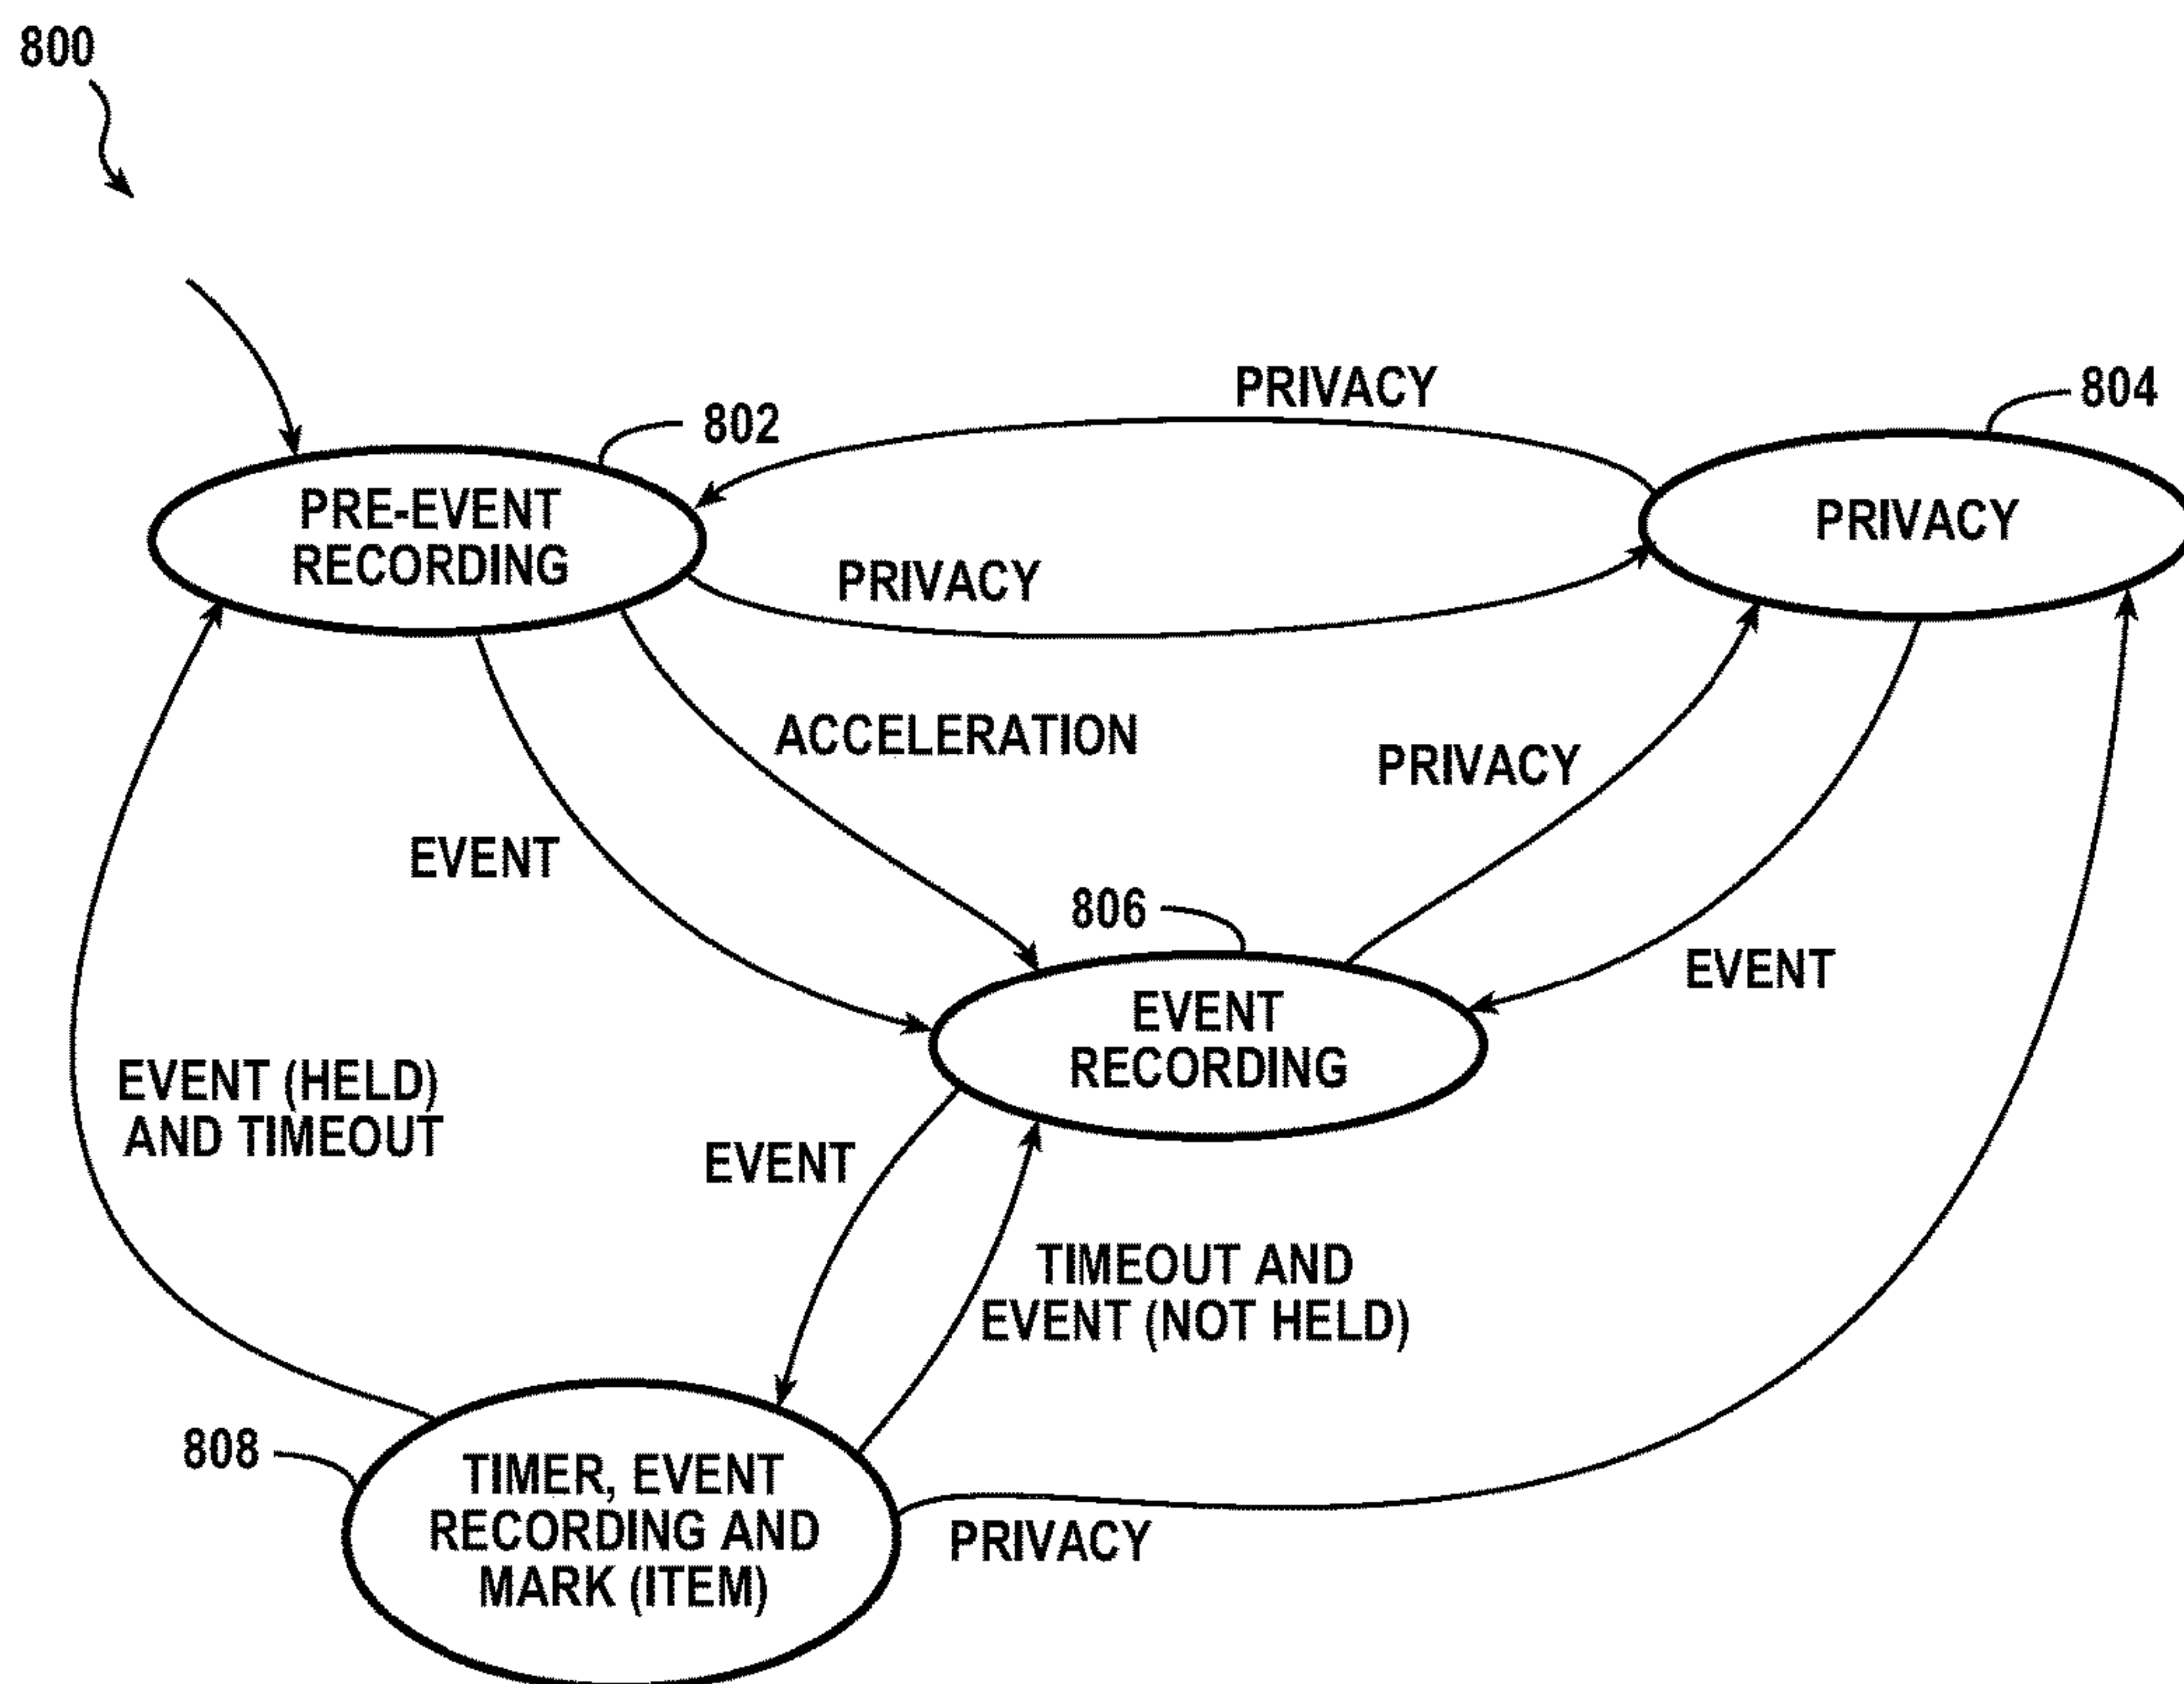 800
PRIVACY
804
802
PRE-EVENT
RECORDING
PRIVACY
PRIVACY
ACCELERATION
PRIVACY
EVENT
806
EVENT
EVENT
RECORDING
EVENT (HELD)
AND TIMEOUT
EVENT
TIMEOUT AND
EVENT (NOT HELD)
808
TIMER, EVENT
RECORDING AND
MARK (ITEM)
PRIVACY